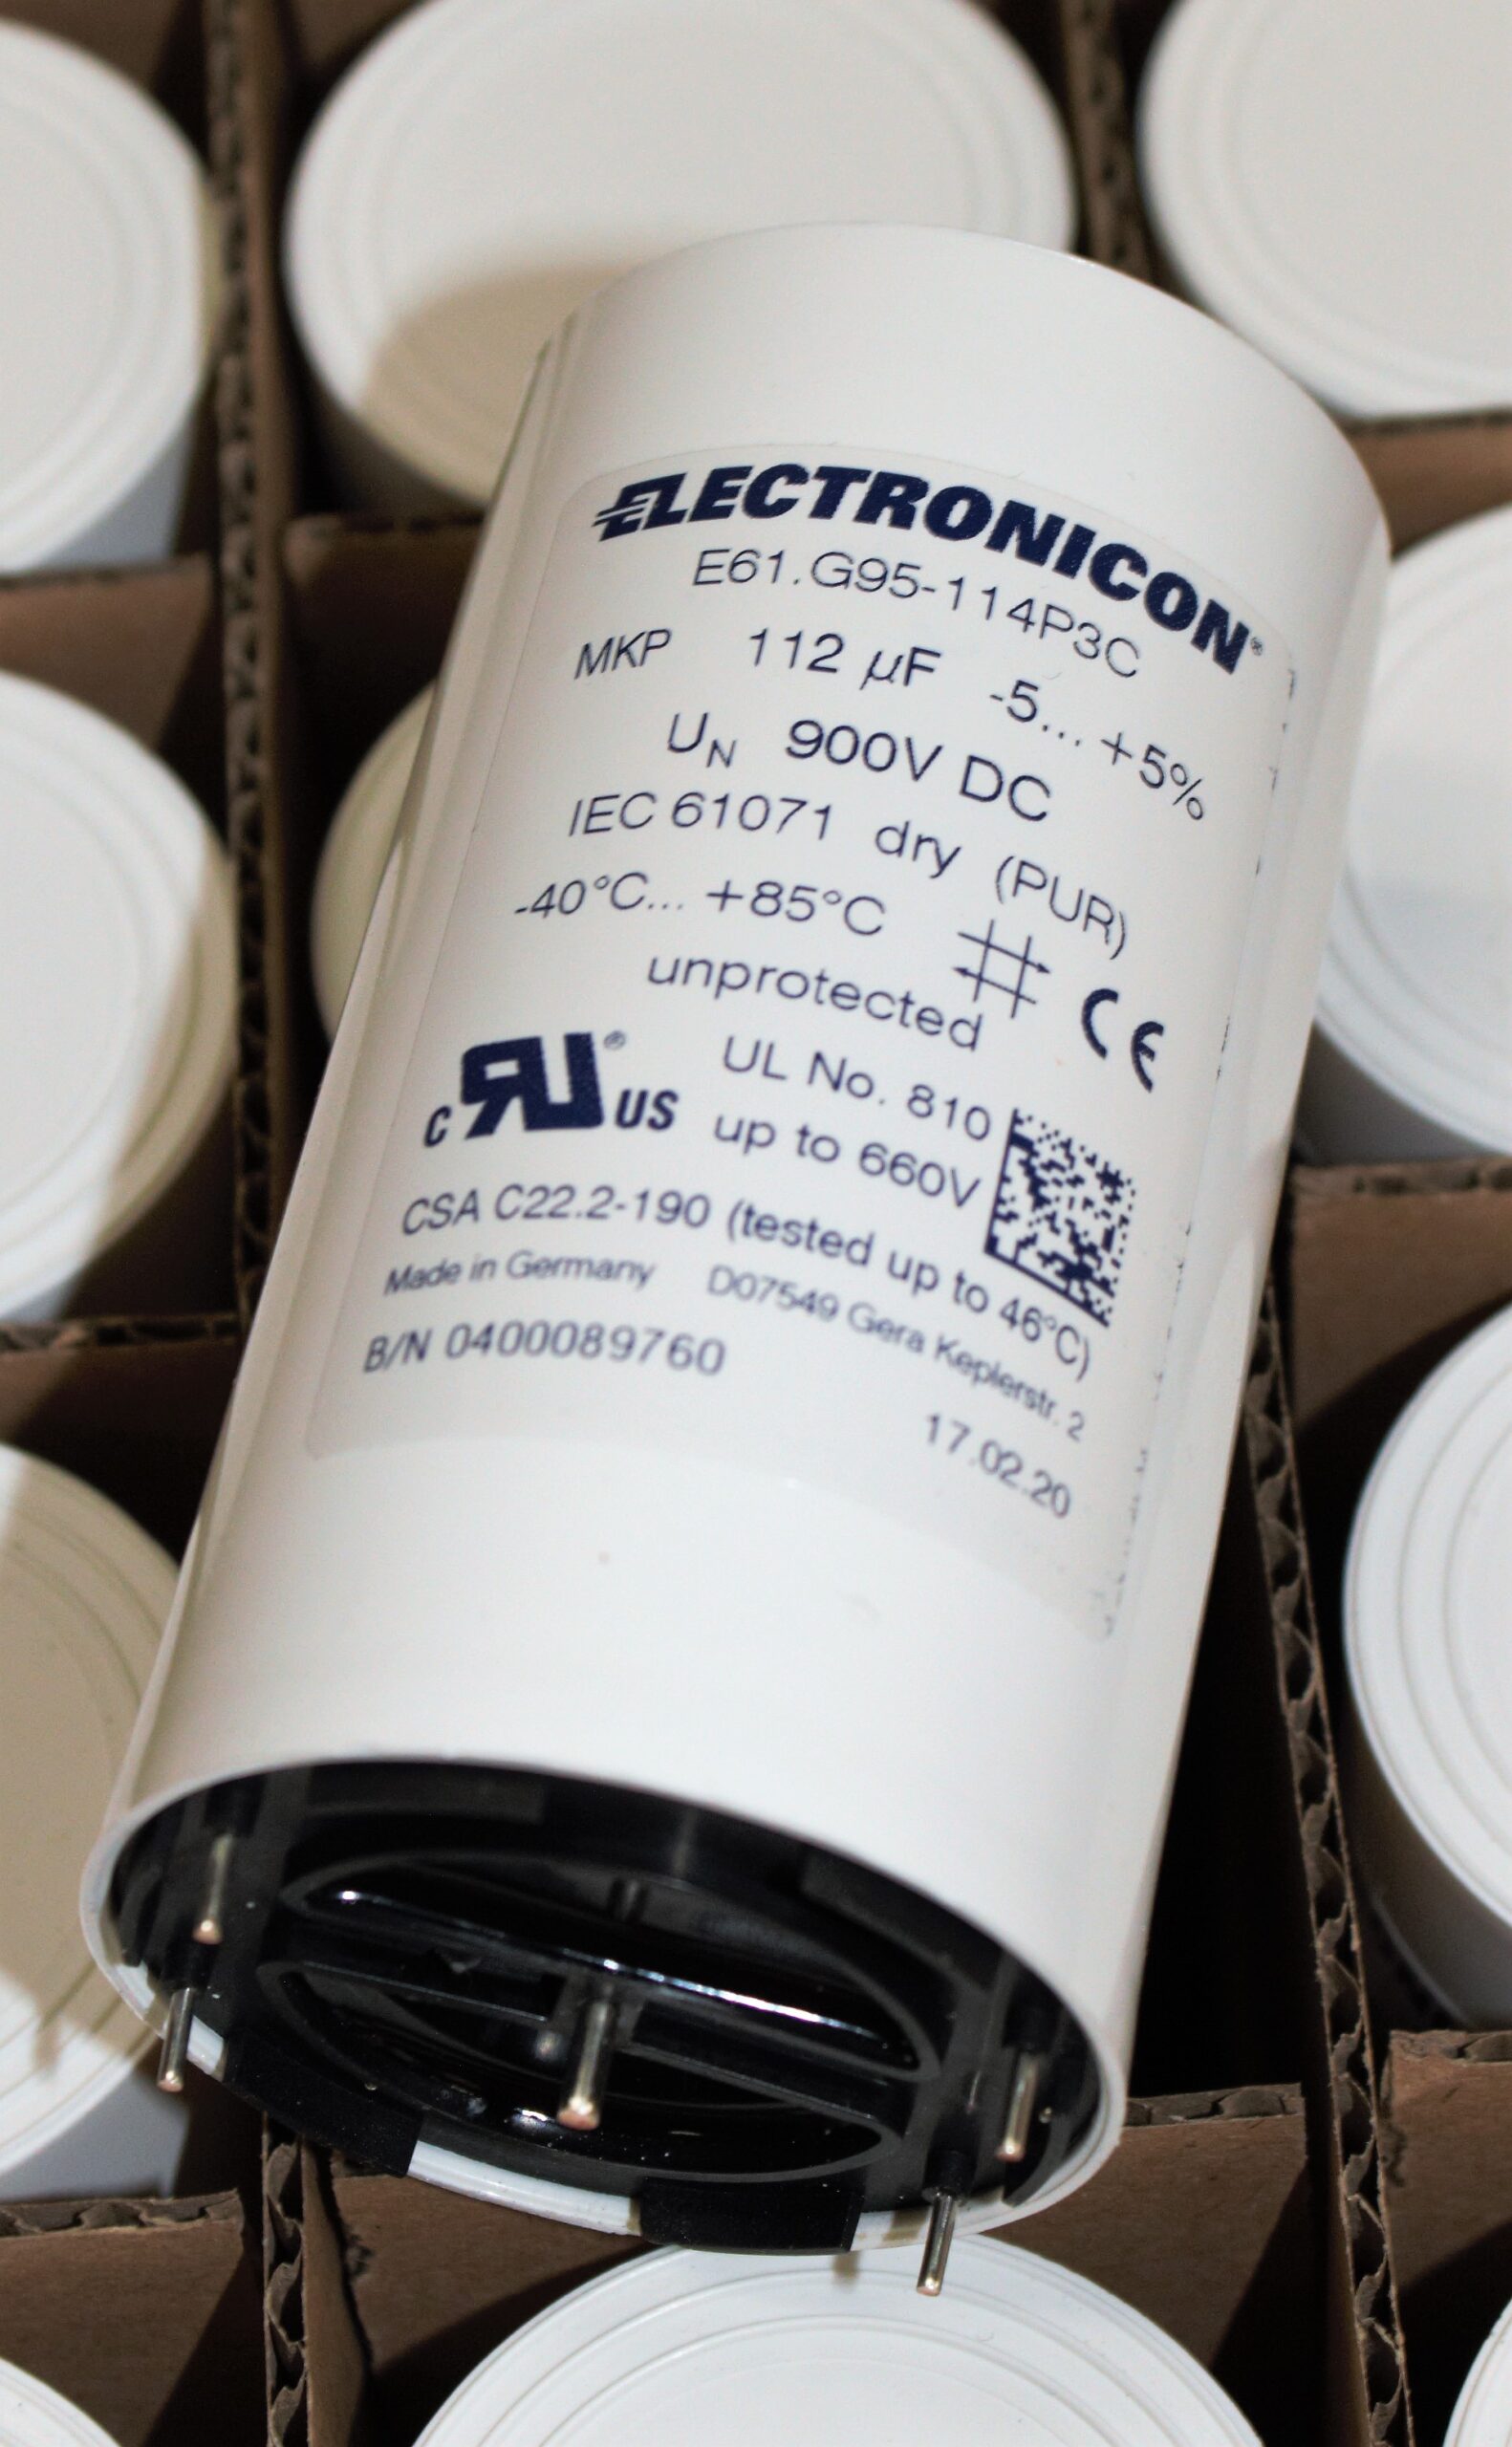 ELECTRONICON®
E61.G95-114P3C
MKP 112 µF -5... +5%
UN 900V DC
IEC 61071 dry (PUR)
-40°C... +85°C
unprotected CE
c RU® US UL No. 810
up to 660V
CSA C22.2-190 (tested up to 46°C)
Made in Germany D07549 Gera Keplerstr. 2
B/N 0400089760
17.02.20